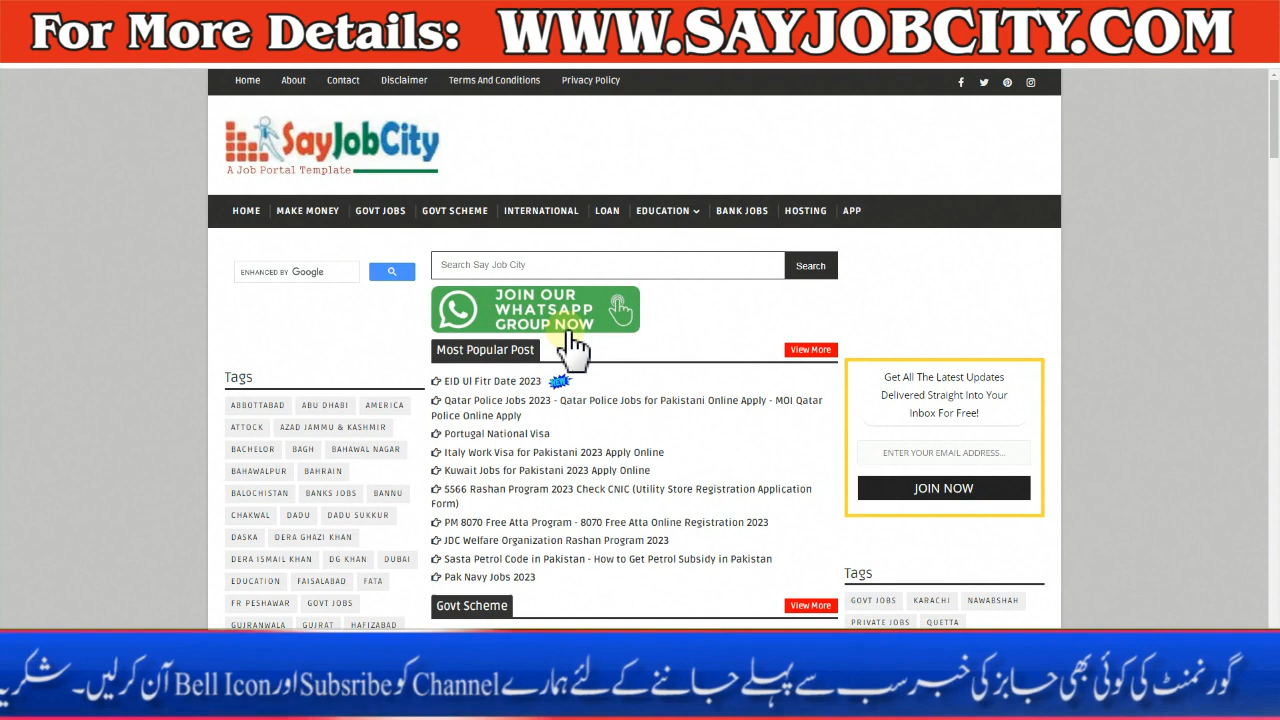 For More Details: WWW.SAYJOBCITY.COM
Home About Contact Disclaimer Terms And Conditions Privacy Policy
SayJobCity
A Job Portal Template
HOME MAKE MONEY GOVT JOBS GOVT SCHEME INTERNATIONAL LOAN EDUCATION BANK JOBS HOSTING APP
ENHANCED BY Google
Search Say Job City Search
JOIN OUR
WHATSAPP
GROUP NOW
Most Popular Post View More
EID Ul Fitr Date 2023 NEW
Qatar Police Jobs 2023 - Qatar Police Jobs for Pakistani Online Apply - MOI Qatar
Police Online Apply
Portugal National Visa
Italy Work Visa for Pakistani 2023 Apply Online
Kuwait Jobs for Pakistani 2023 Apply Online
5566 Rashan Program 2023 Check CNIC (Utility Store Registration Application
Form)
PM 8070 Free Atta Program - 8070 Free Atta Online Registration 2023
JDC Welfare Organization Rashan Program 2023
Sasta Petrol Code in Pakistan - How to Get Petrol Subsidy in Pakistan
Pak Navy Jobs 2023
Govt Scheme View More
Tags
ABBOTTABAD ABU DHABI AMERICA
ATTOCK AZAD JAMMU & KASHMIR
BACHELOR BAGH BAHAWAL NAGAR
BAHAWALPUR BAHRAIN
BALOCHISTAN BANKS JOBS BANNU
CHAKWAL DADU DADU SUKKUR
DASKA DERA GHAZI KHAN
DERA ISMAIL KHAN DG KHAN DUBAI
EDUCATION FAISALABAD FATA
FR PESHAWAR GOVT JOBS
GUJRANWALA GUJRAT HAFIZABAD
Get All The Latest Updates
Delivered Straight Into Your
Inbox For Free!
ENTER YOUR EMAIL ADDRESS...
JOIN NOW
Tags
GOVT JOBS KARACHI NAWABSHAH
PRIVATE JOBS QUETTA
گورنمنٹ کی کوئی بھی جابز کی خبر سب سے پہلے جاننے کے لئے ہمارے Channel کو Subsribe اور Bell Icon آن کرلیں۔ شکریہ